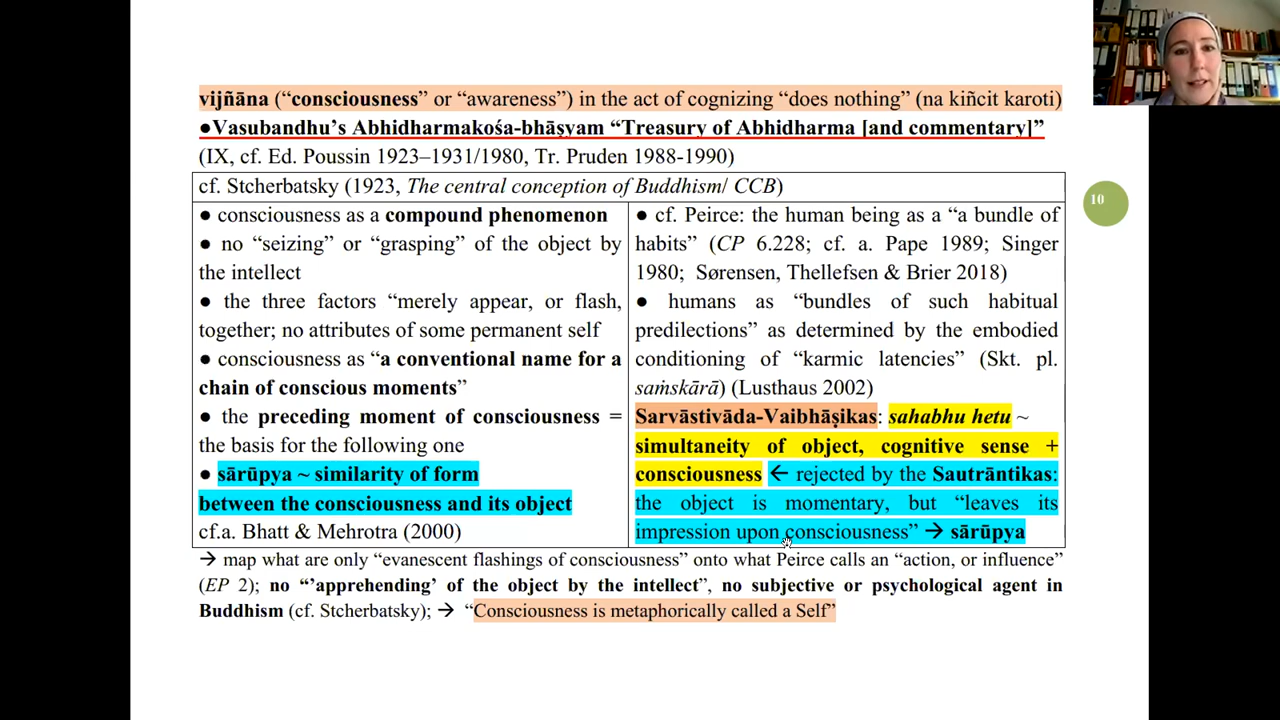 vijñāna (“consciousness” or “awareness”) in the act of cognizing “does nothing” (na kiñcit karoti)
●Vasubandhu’s Abhidharmakośa-bhāṣyam “Treasury of Abhidharma [and commentary]”
(IX, cf. Ed. Poussin 1923–1931/1980, Tr. Pruden 1988-1990)
cf. Stcherbatsky (1923, The central conception of Buddhism/ CCB)
● consciousness as a compound phenomenon
● no “seizing” or “grasping” of the object by
the intellect
● the three factors “merely appear, or flash,
together; no attributes of some permanent self
● consciousness as “a conventional name for a
chain of conscious moments”
● the preceding moment of consciousness =
the basis for the following one
● sārūpya ~ similarity of form
between the consciousness and its object
cf.a. Bhatt & Mehrotra (2000)
● cf. Peirce: the human being as a “a bundle of
habits” (CP 6.228; cf. a. Pape 1989; Singer
1980; Sørensen, Thellefsen & Brier 2018)
● humans as “bundles of such habitual
predilections” as determined by the embodied
conditioning of “karmic latencies” (Skt. pl.
saṁskārā) (Lusthaus 2002)
Sarvāstivāda-Vaibhāṣikas: sahabhu hetu ~
simultaneity of object, cognitive sense +
consciousness ← rejected by the Sautrāntikas:
the object is momentary, but “leaves its
impression upon consciousness” → sārūpya
→ map what are only “evanescent flashings of consciousness” onto what Peirce calls an “action, or influence”
(EP 2); no “’apprehending’ of the object by the intellect”, no subjective or psychological agent in
Buddhism (cf. Stcherbatsky); → “Consciousness is metaphorically called a Self”
10